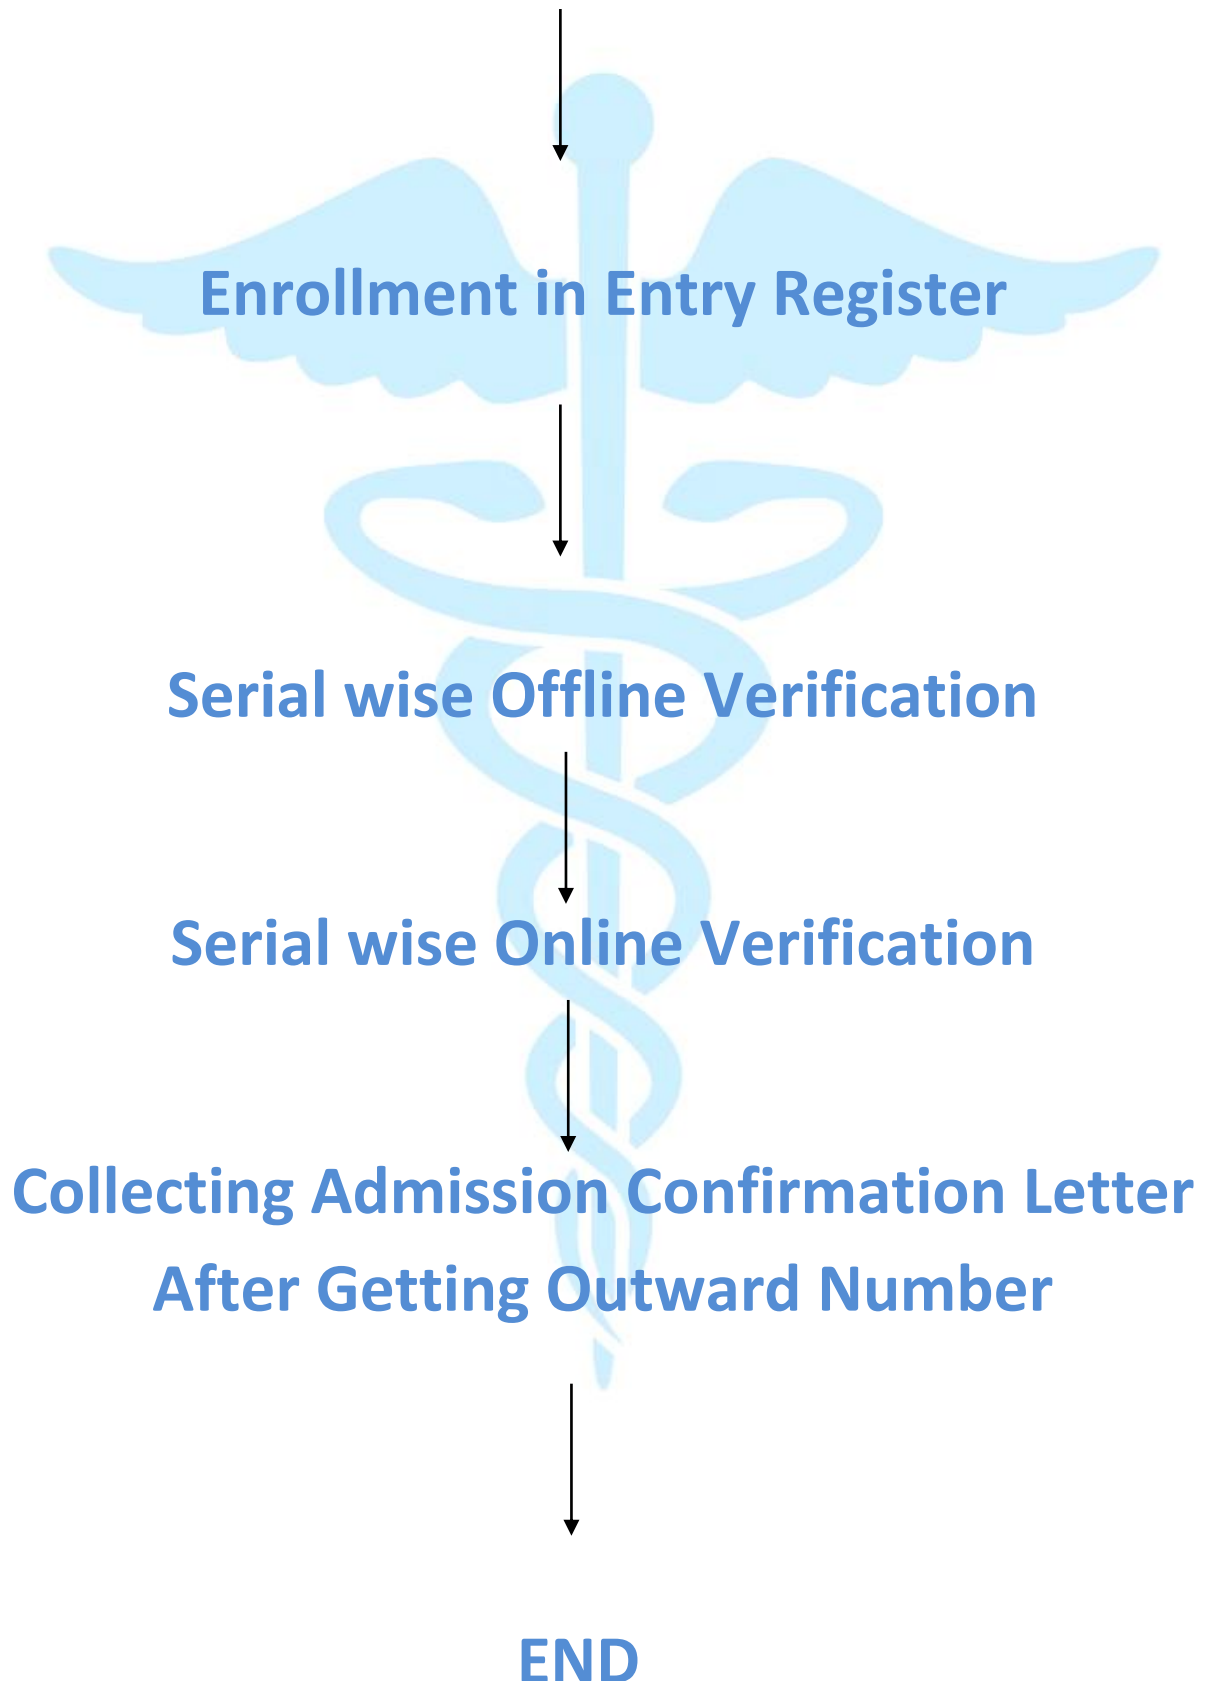 Enrollment in Entry Register
Serial wise Offline Verification
Serial wise Online Verification
Collecting Admission Confirmation Letter
After Getting Outward Number
END